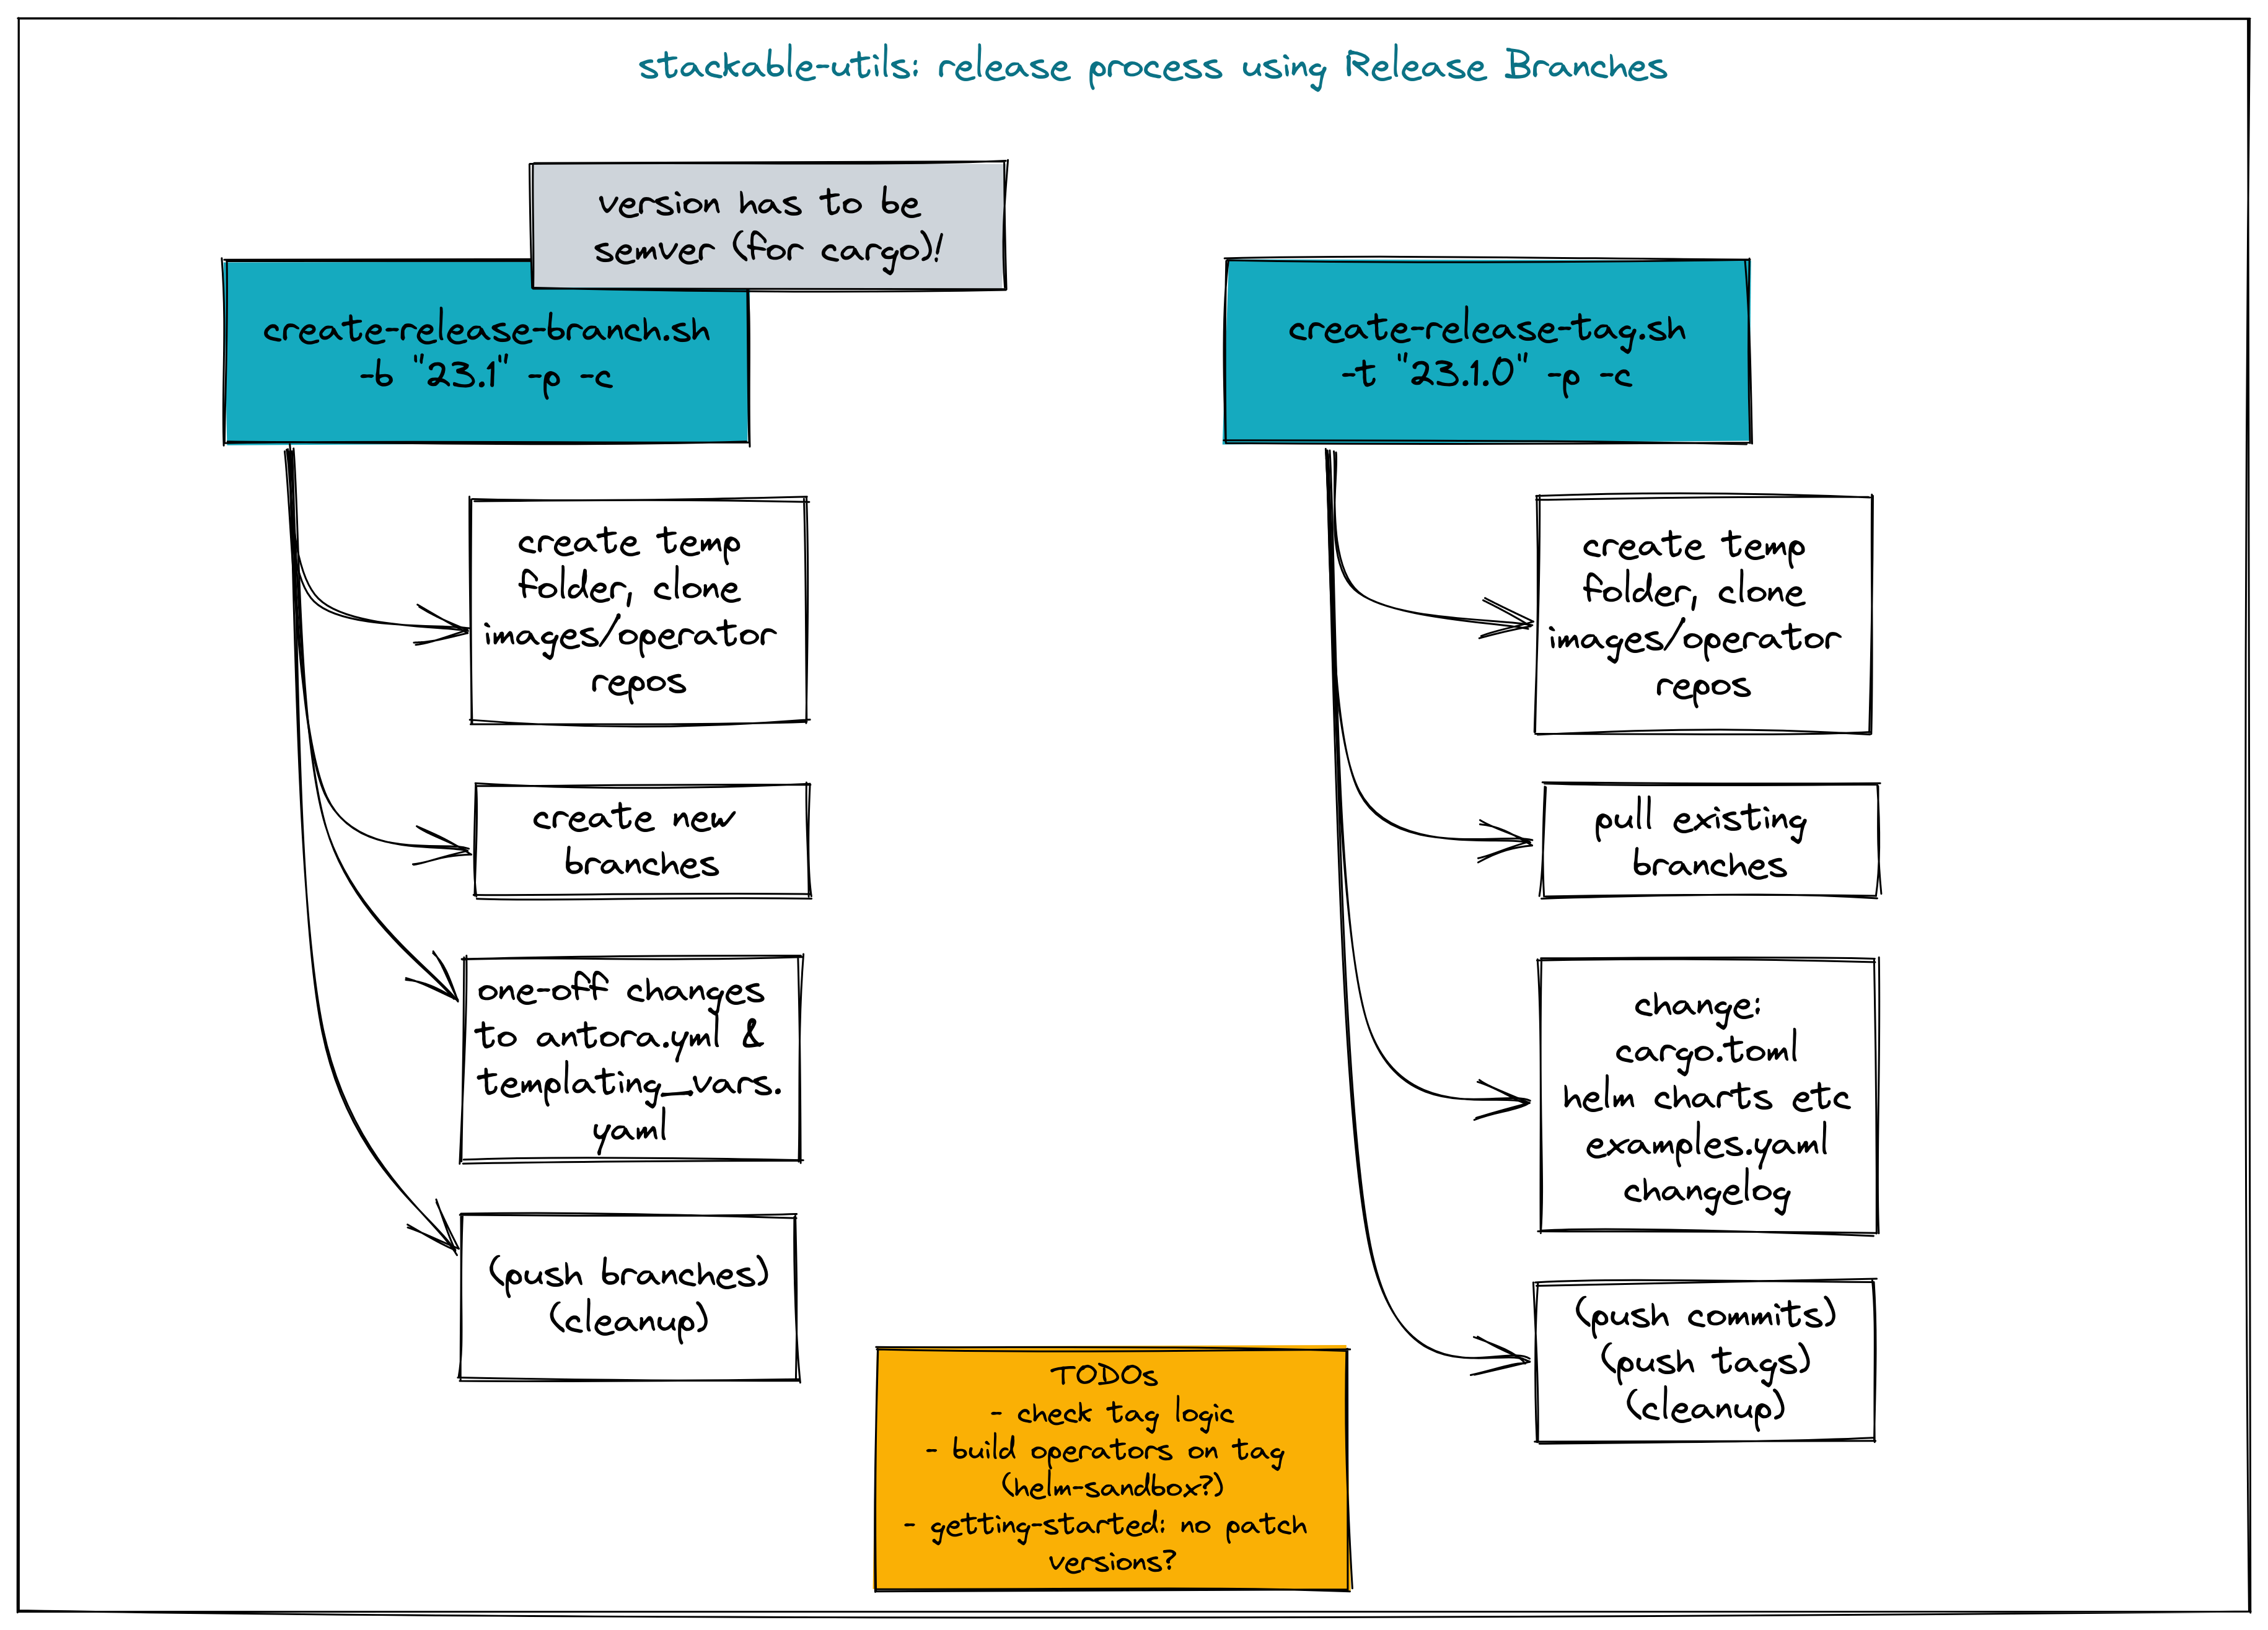 stackable-utils: release process using Release Branches
version has to be
semver (for cargo)!
create-release-branch.sh
-b "23.1" -p -c
create temp
folder, clone
images/operator
repos
create new
branches
one-off changes
to antora.yml &
templating_vars.
yaml
(push branches)
(cleanup)
create-release-tag.sh
-t "23.1.0" -p -c
create temp
folder, clone
images/operator
repos
pull existing
branches
change:
cargo.toml
helm charts etc
examples.yaml
changelog
(push commits)
(push tags)
(cleanup)
TODOs
- check tag logic
- build operators on tag
(helm-sandbox?)
- getting-started: no patch
versions?